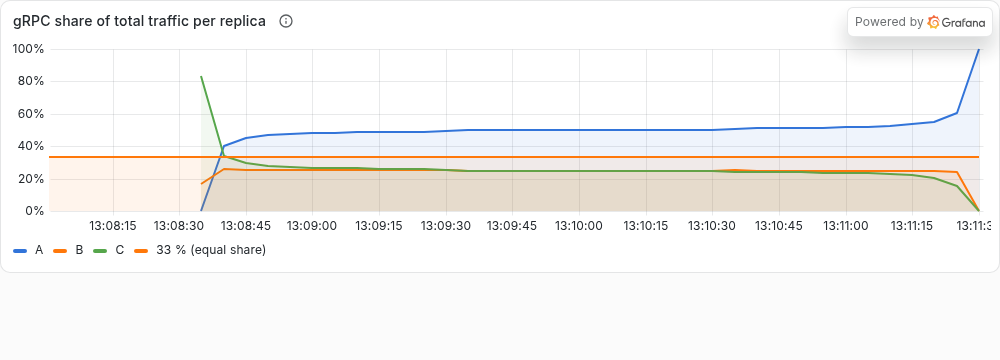 gRPC share of total traffic per replica
Powered by Grafana
100%
80%
60%
40%
20%
0%
13:08:15 13:08:30 13:08:45 13:09:00 13:09:15 13:09:30 13:09:45 13:10:00 13:10:15 13:10:30 13:10:45 13:11:00 13:11:15 13:11:3
A B C 33 % (equal share)